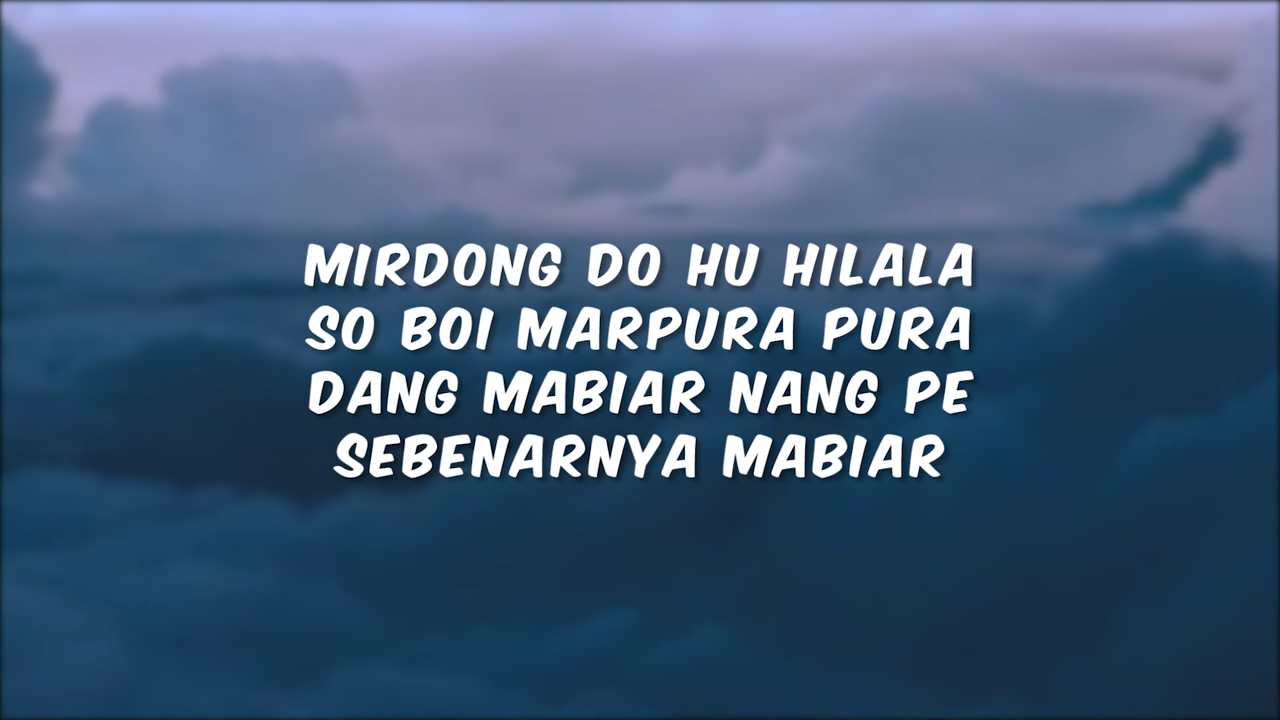 MIRDONG DO HU HILALA
SO BOI MARPURA PURA
DANG MABIAR NANG PE
SEBENARNYA MABIAR